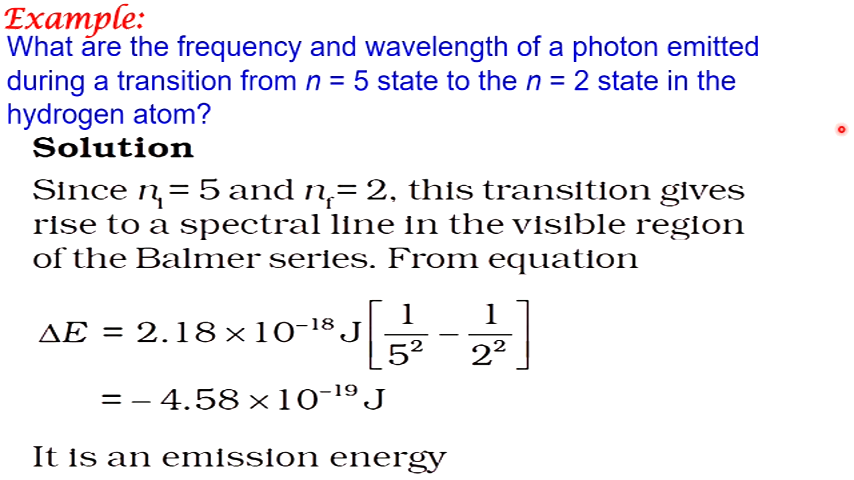 Example:
What are the frequency and wavelength of a photon emitted
during a transition from n = 5 state to the n = 2 state in the
hydrogen atom?
Solution
Since nᵢ = 5 and n_f = 2, this transition gives
rise to a spectral line in the visible region
of the Balmer series. From equation
ΔE = 2.18 × 10⁻¹⁸ J [ 1/5² − 1/2² ]
= − 4.58 × 10⁻¹⁹ J
It is an emission energy